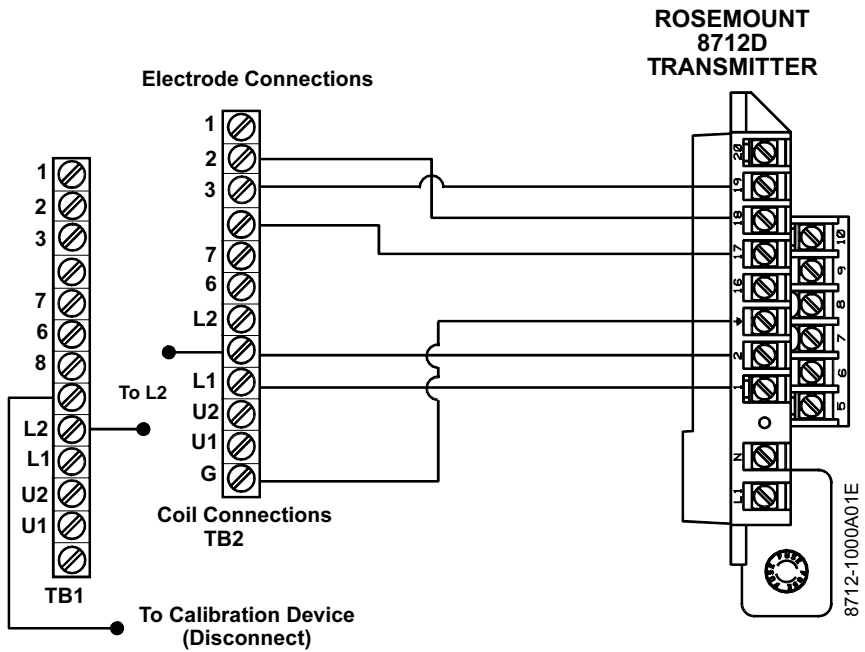 ROSEMOUNT
8712D
TRANSMITTER
Electrode Connections
1
2
3
7
6
L2
L1
U2
U1
G
Coil Connections
TB2
1
2
3
7
6
8
L2
L1
U2
U1
TB1
To L2
To Calibration Device
(Disconnect)
20
19
18
17
16
2
1
N
L1
10
9
8
7
6
5
FUSE
FUSE
8712-1000A01E